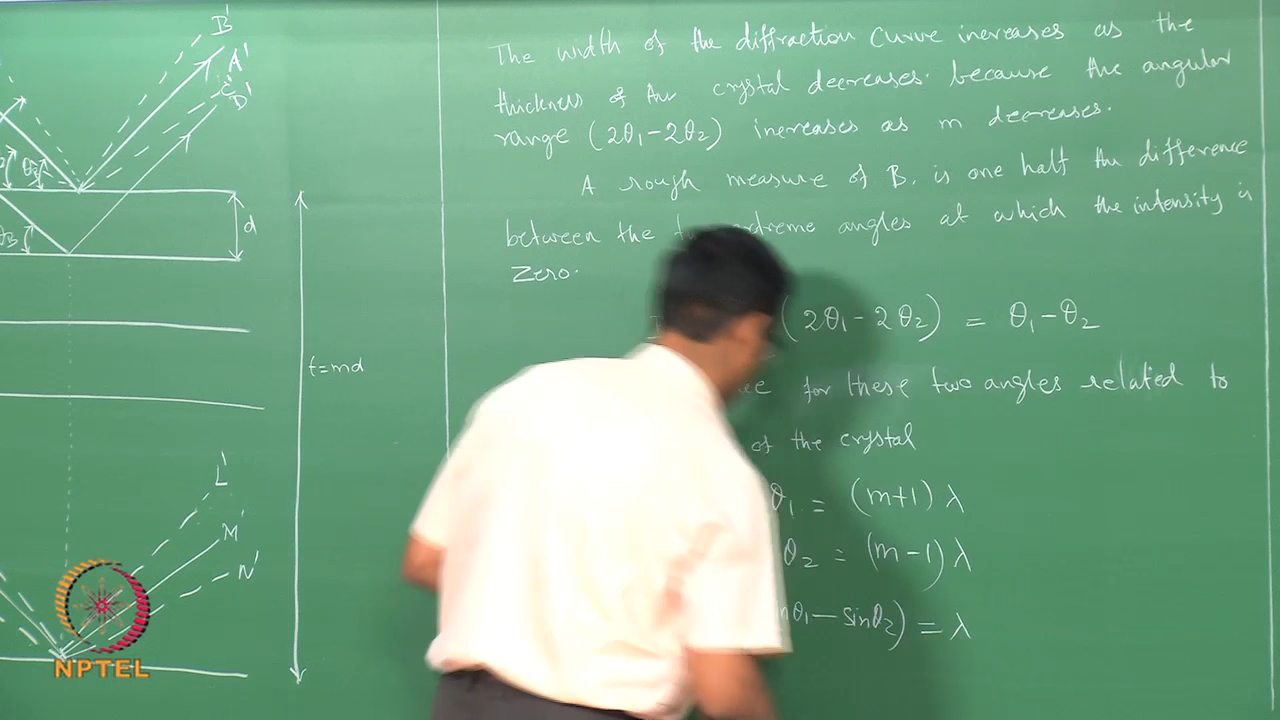 B'
A'
C'
D'
d
t=md
L'
M'
N'
NPTEL
The width of the diffraction curve increases as the
thickness of the crystal decreases. because the angular
range (2θ₁-2θ₂) increases as m decreases.
A rough measure of B, is one half the difference
between the extreme angles at which the intensity is
Zero.
(2θ₁-2θ₂) = θ₁-θ₂
for these two angles related to
of the crystal
θ₁ = (m+1) λ
θ₂ = (m-1) λ
θ₁-sinθ₂) = λ